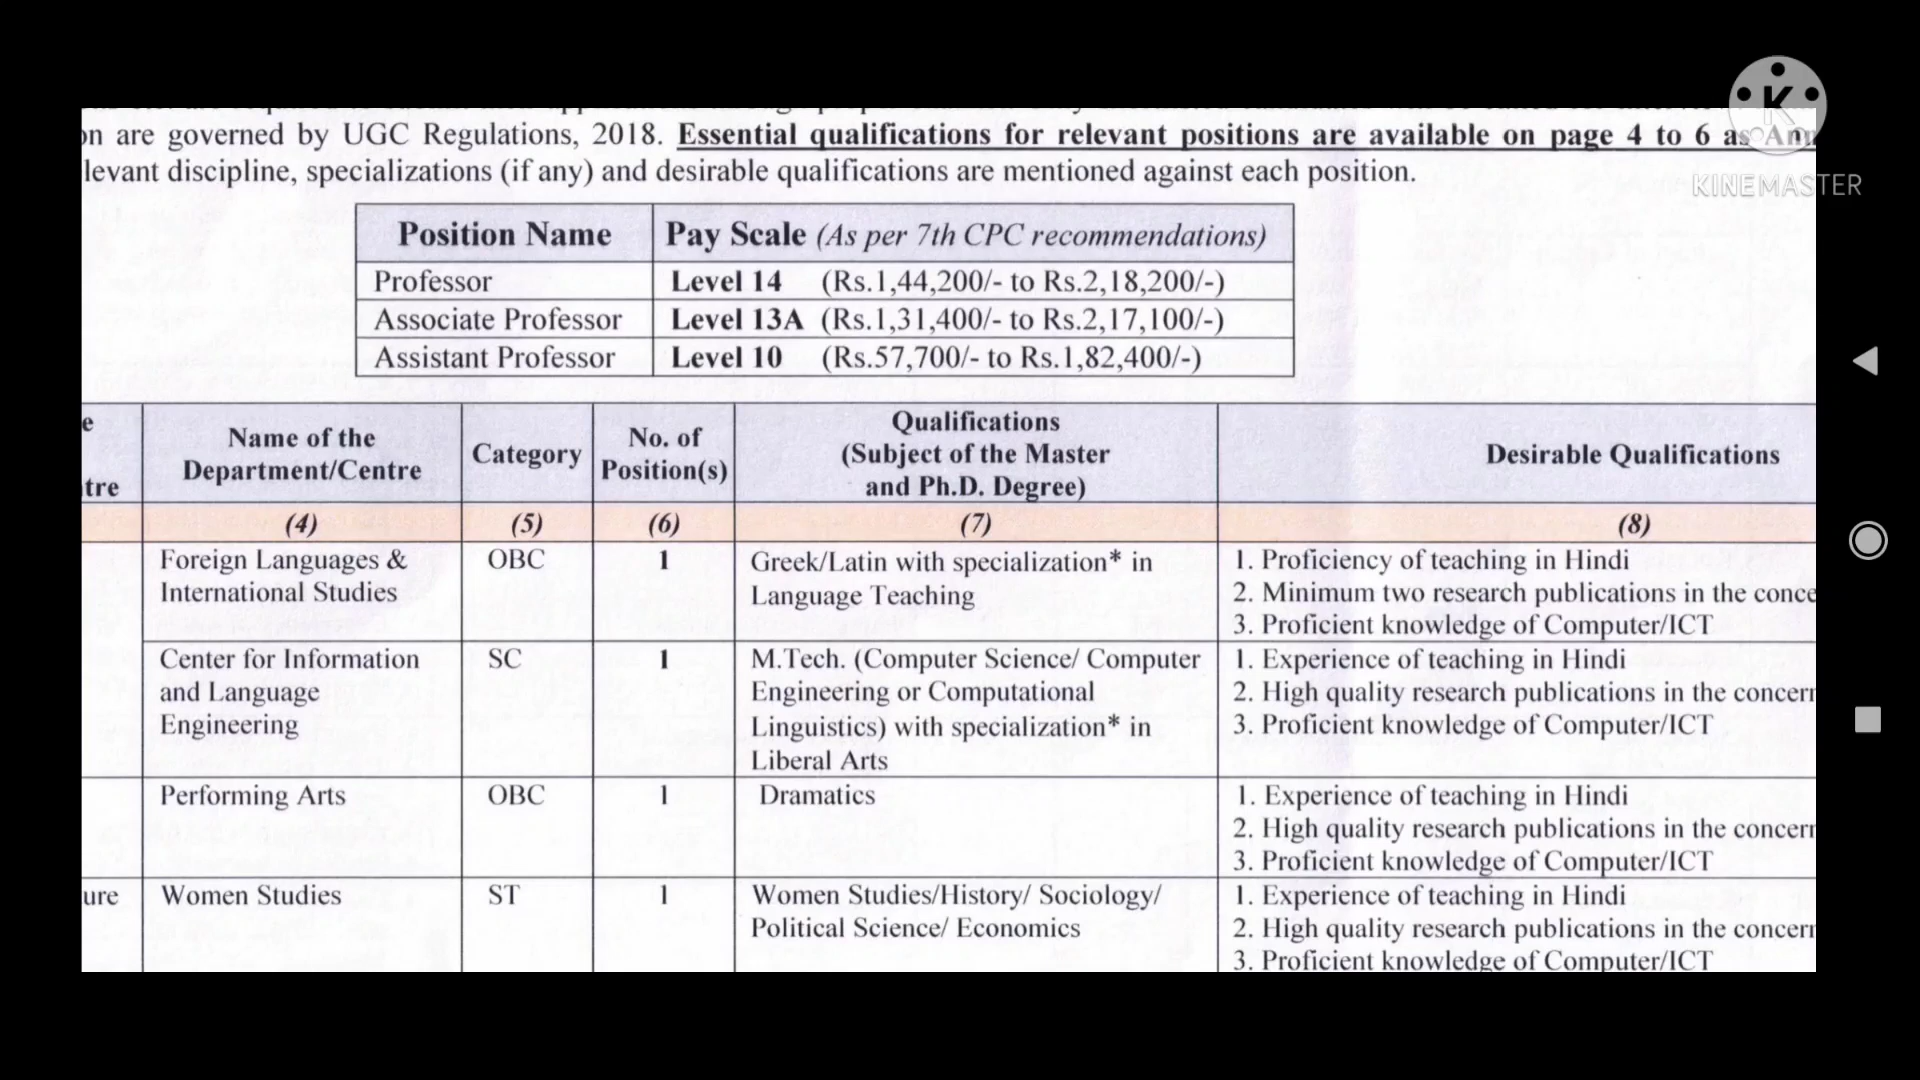 on are governed by UGC Regulations, 2018. Essential qualifications for relevant positions are available on page 4 to 6 as
levant discipline, specializations (if any) and desirable qualifications are mentioned against each position.
KINEMASTER
Position Name Pay Scale (As per 7th CPC recommendations)
Professor Level 14 (Rs.1,44,200/- to Rs.2,18,200/-)
Associate Professor Level 13A (Rs.1,31,400/- to Rs.2,17,100/-)
Assistant Professor Level 10 (Rs.57,700/- to Rs.1,82,400/-)
e
tre
Name of the
Department/Centre
Category
No. of
Position(s)
Qualifications
(Subject of the Master
and Ph.D. Degree)
Desirable Qualifications
(4) (5) (6) (7) (8)
Foreign Languages &
International Studies
OBC
1
Greek/Latin with specialization* in
Language Teaching
1. Proficiency of teaching in Hindi
2. Minimum two research publications in the conce
3. Proficient knowledge of Computer/ICT
Center for Information
and Language
Engineering
SC
1
M.Tech. (Computer Science/ Computer
Engineering or Computational
Linguistics) with specialization* in
Liberal Arts
1. Experience of teaching in Hindi
2. High quality research publications in the concern
3. Proficient knowledge of Computer/ICT
Performing Arts
OBC
1
Dramatics
1. Experience of teaching in Hindi
2. High quality research publications in the concern
3. Proficient knowledge of Computer/ICT
ure
Women Studies
ST
1
Women Studies/History/ Sociology/
Political Science/ Economics
1. Experience of teaching in Hindi
2. High quality research publications in the concern
3. Proficient knowledge of Computer/ICT